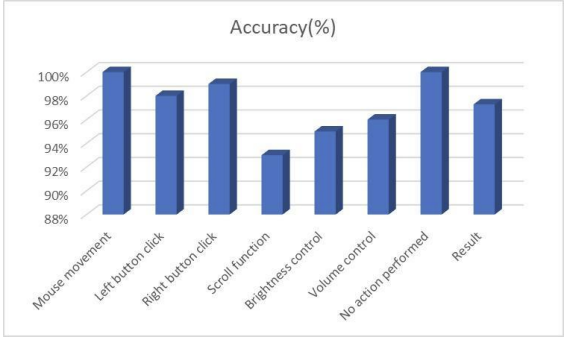 Accuracy(%)
100%
98%
96%
94%
92%
90%
88%
Mouse movement
Left button click
Right button click
Scroll function
Brightness control
Volume control
No action performed
Result